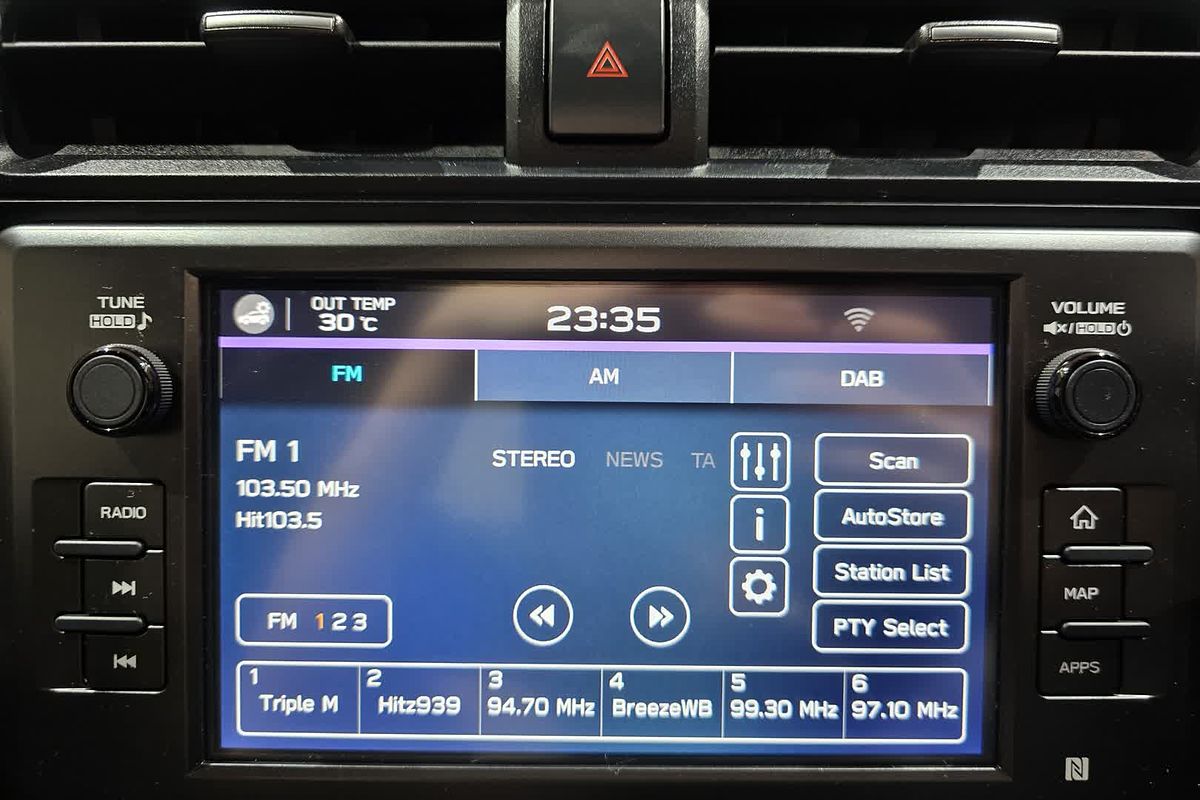 TUNE
HOLD
VOLUME
/HOLD
OUT TEMP
30 °C
23:35
FM
AM
DAB
FM 1
STEREO
NEWS
TA
Scan
103.50 MHz
Hit103.5
i
AutoStore
Station List
PTY Select
FM 1 2 3
1
Triple M
2
Hitz939
3
94.70 MHz
4
BreezeWB
5
99.30 MHz
6
97.10 MHz
RADIO
MAP
APPS
N